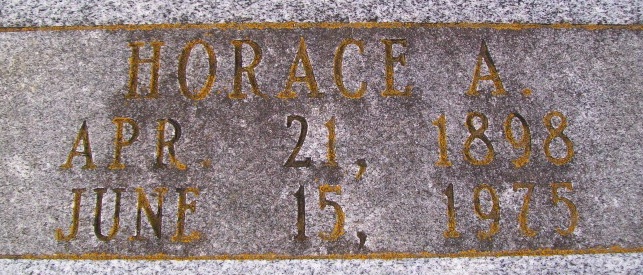 HORACE A.
APR. 21, 1898
JUNE 15, 1975